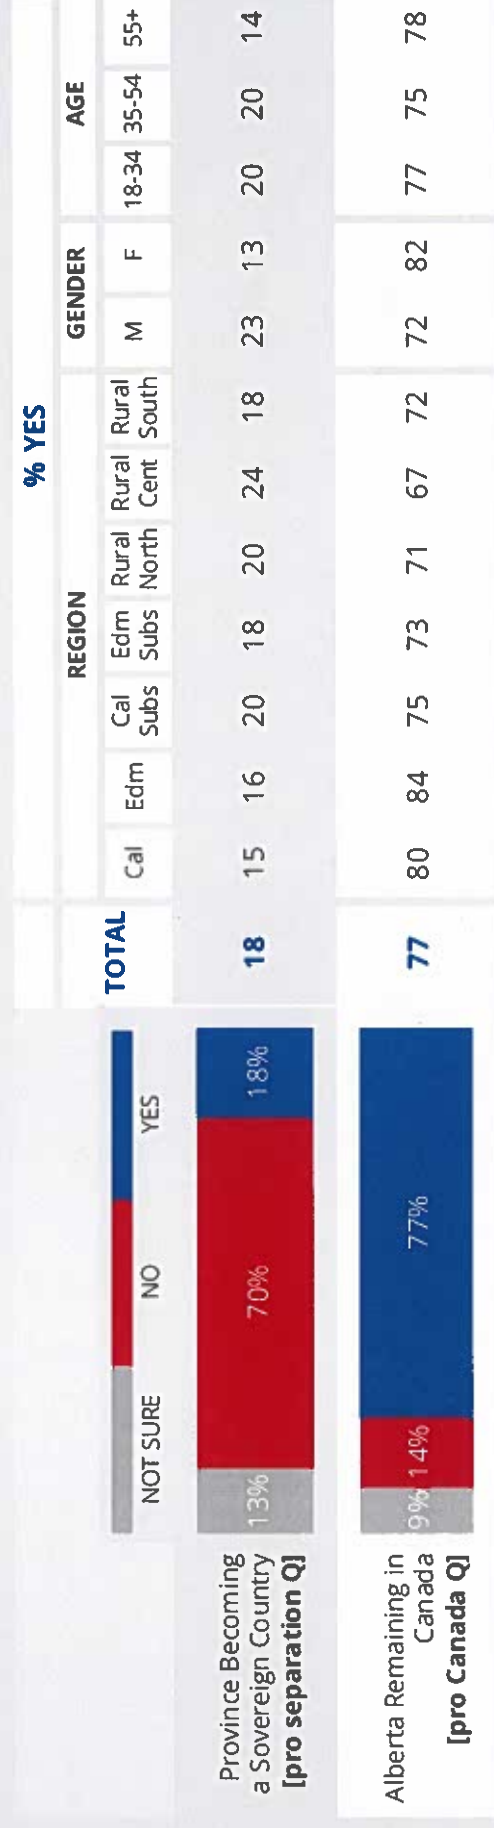 % YES
REGION GENDER AGE
NOT SURE NO YES TOTAL Cal Edm Cal Subs Edm Subs Rural North Rural Cent Rural South M F 18-34 35-54 55+
Province Becoming
a Sovereign Country
[pro separation Q]
13% 70% 18% 18 15 16 20 18 20 24 18 23 13 20 20 14
Alberta Remaining in
Canada
[pro Canada Q]
9% 14% 77% 77 80 84 75 73 71 67 72 72 82 77 75 78